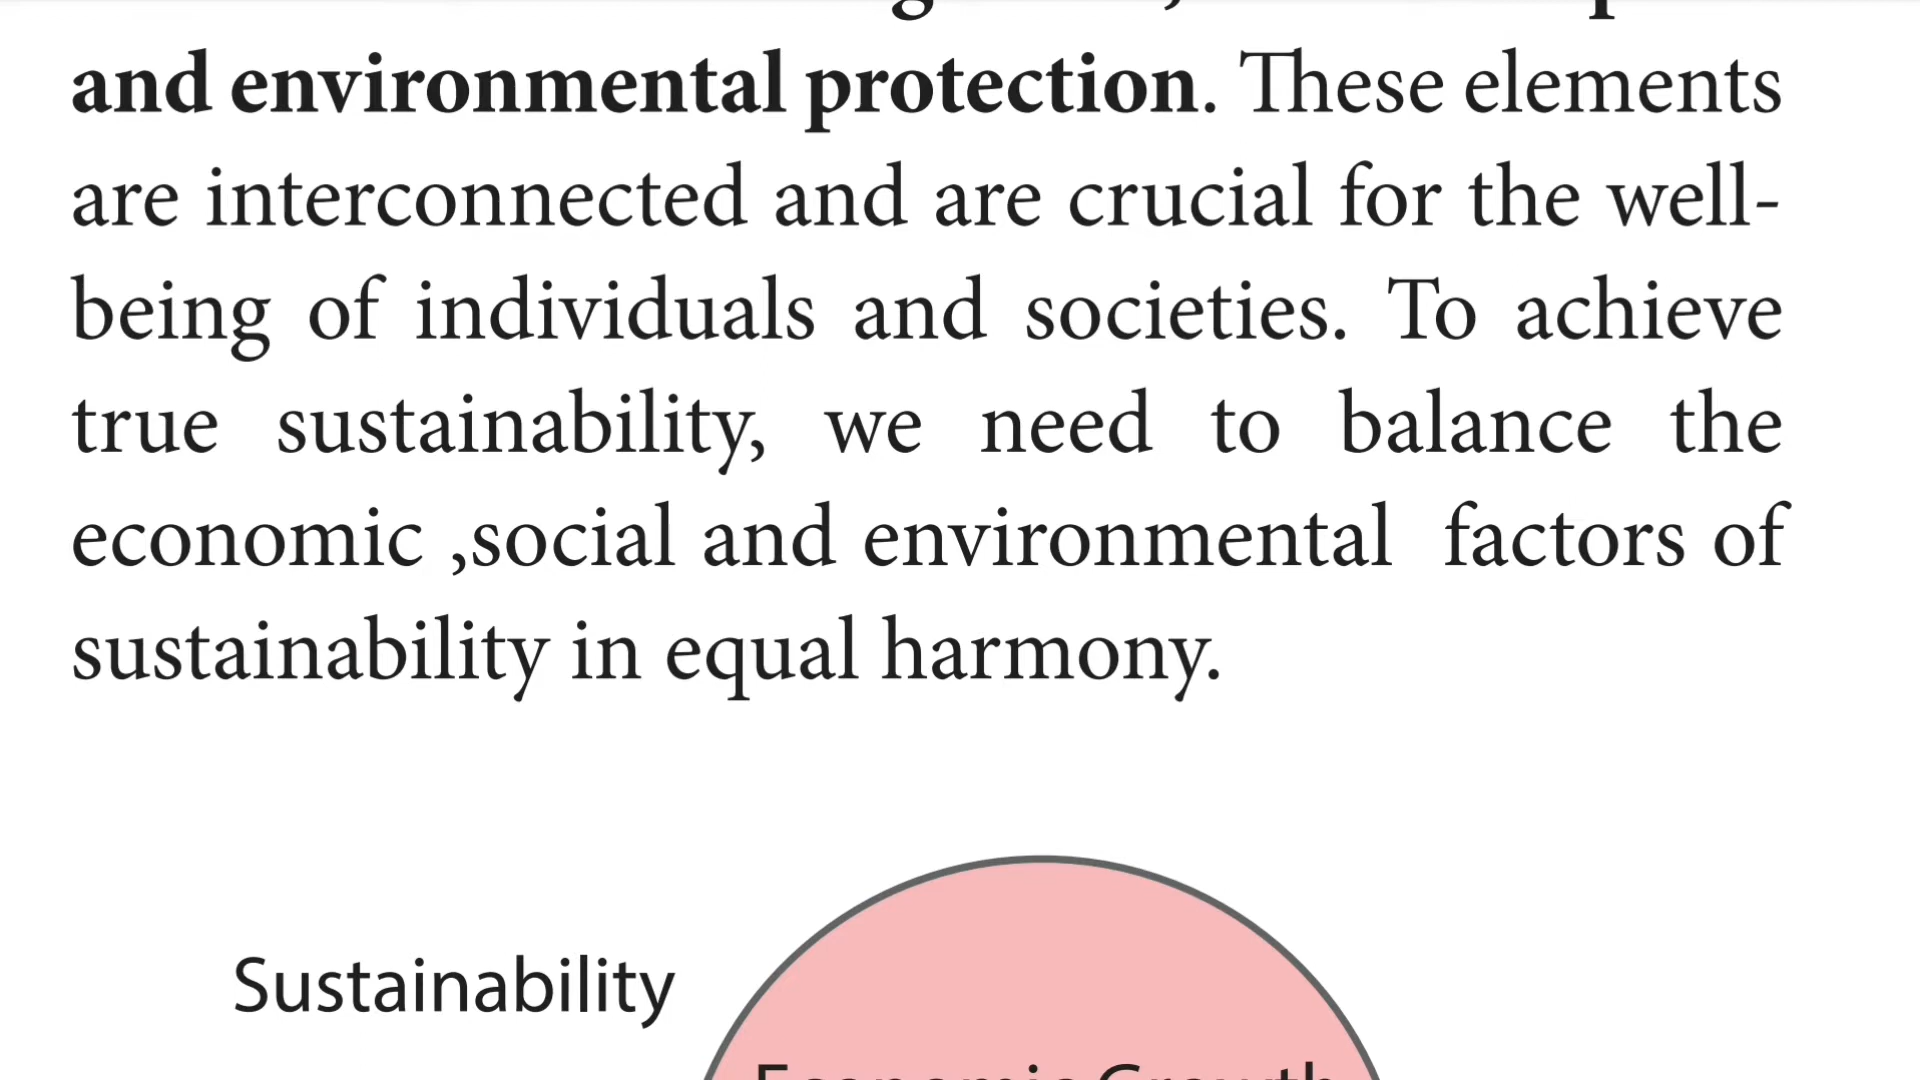 and environmental protection. These elements
are interconnected and are crucial for the well-
being of individuals and societies. To achieve
true sustainability, we need to balance the
economic ,social and environmental factors of
sustainability in equal harmony.
Sustainability
Economic Growth